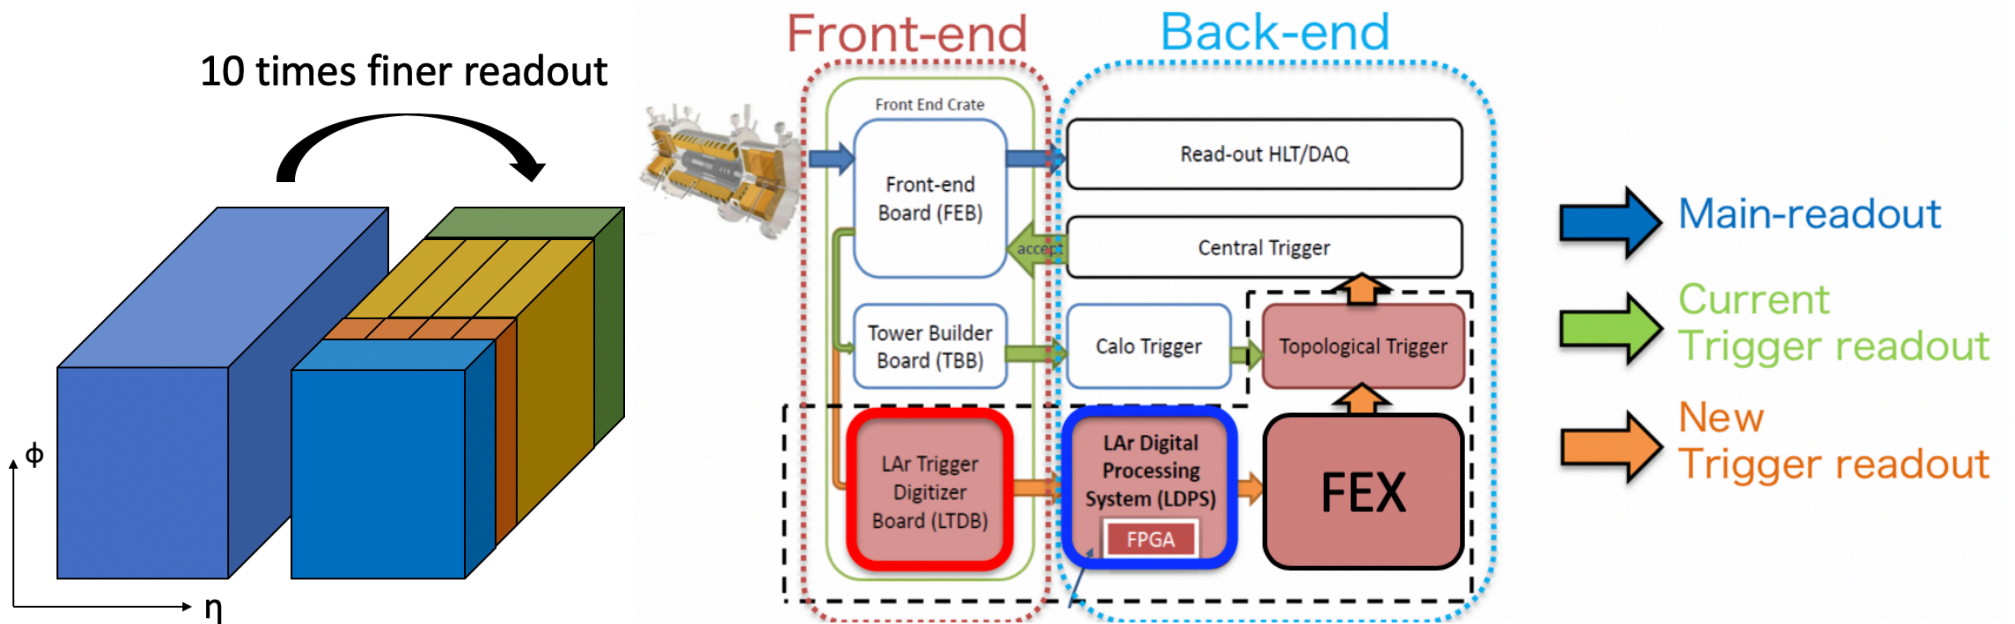 10 times finer readout
ϕ
η
Front-end
Back-end
Front End Crate
Front-end
Board (FEB)
Read-out HLT/DAQ
accept
Central Trigger
Tower Builder
Board (TBB)
Calo Trigger
Topological Trigger
LAr Trigger
Digitizer
Board (LTDB)
LAr Digital
Processing
System (LDPS)
FPGA
FEX
Main-readout
Current
Trigger readout
New
Trigger readout